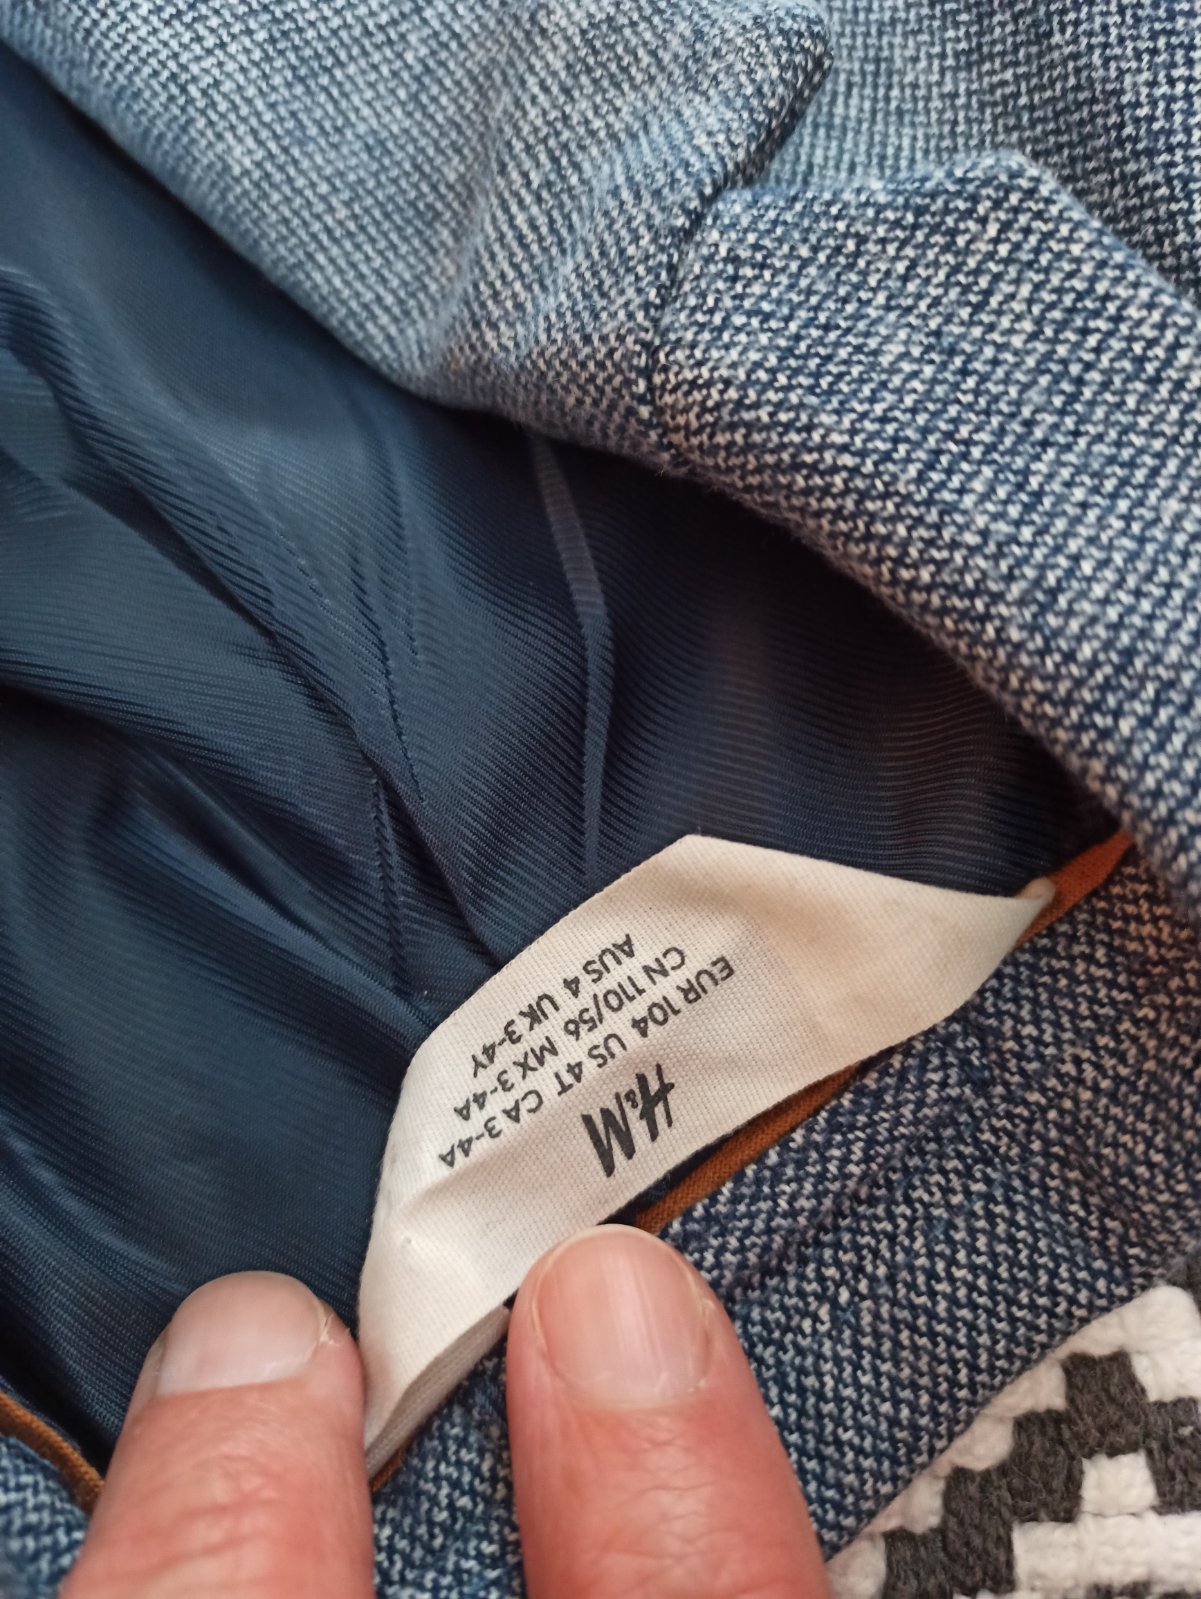 H&M
EUR 104 US 4T CA 3-4A
CN 110/56 MX 3-4A
AUS 4 UK 3-4Y